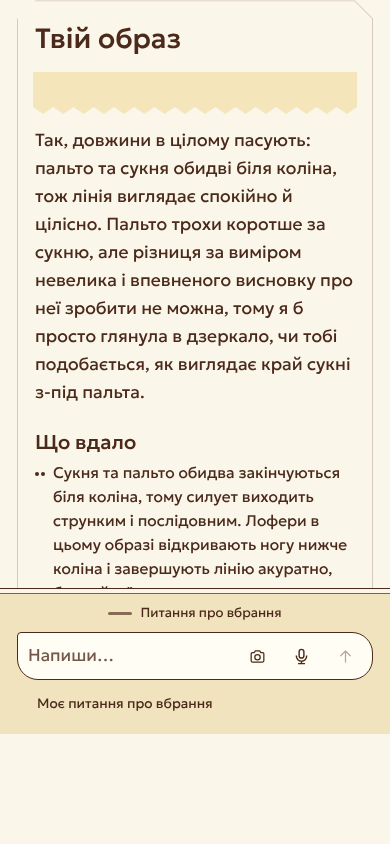 Твій образ
Так, довжини в цілому пасують:
пальто та сукня обидві біля коліна,
тож лінія виглядає спокійно й
цілісно. Пальто трохи коротше за
сукню, але різниця за виміром
невелика і впевненого висновку про
неї зробити не можна, тому я б
просто глянула в дзеркало, чи тобі
подобається, як виглядає край сукні
з-під пальта.
Що вдало
•• Сукня та пальто обидва закінчуються
біля коліна, тому силует виходить
струнким і послідовним. Лофери в
цьому образі відкривають ногу нижче
коліна і завершують лінію акуратно,
Питання про вбрання
Напиши...
Моє питання про вбрання